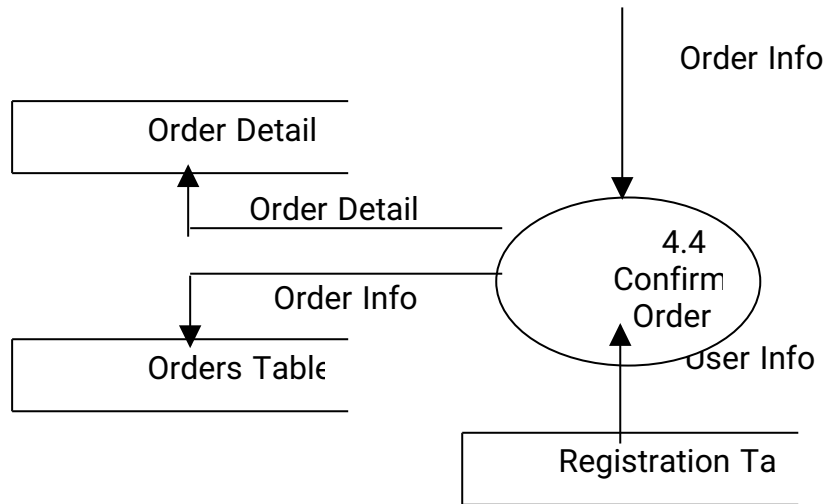 Order Info
Order Detail
Order Detail
4.4
Confirm
Order
Order Info
User Info
Orders Table
Registration Ta